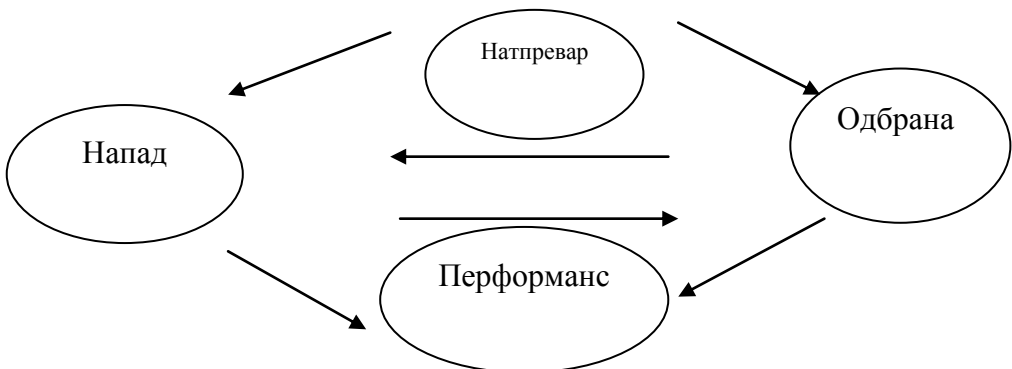 Натпревар
Одбрана
Напад
Перформанс